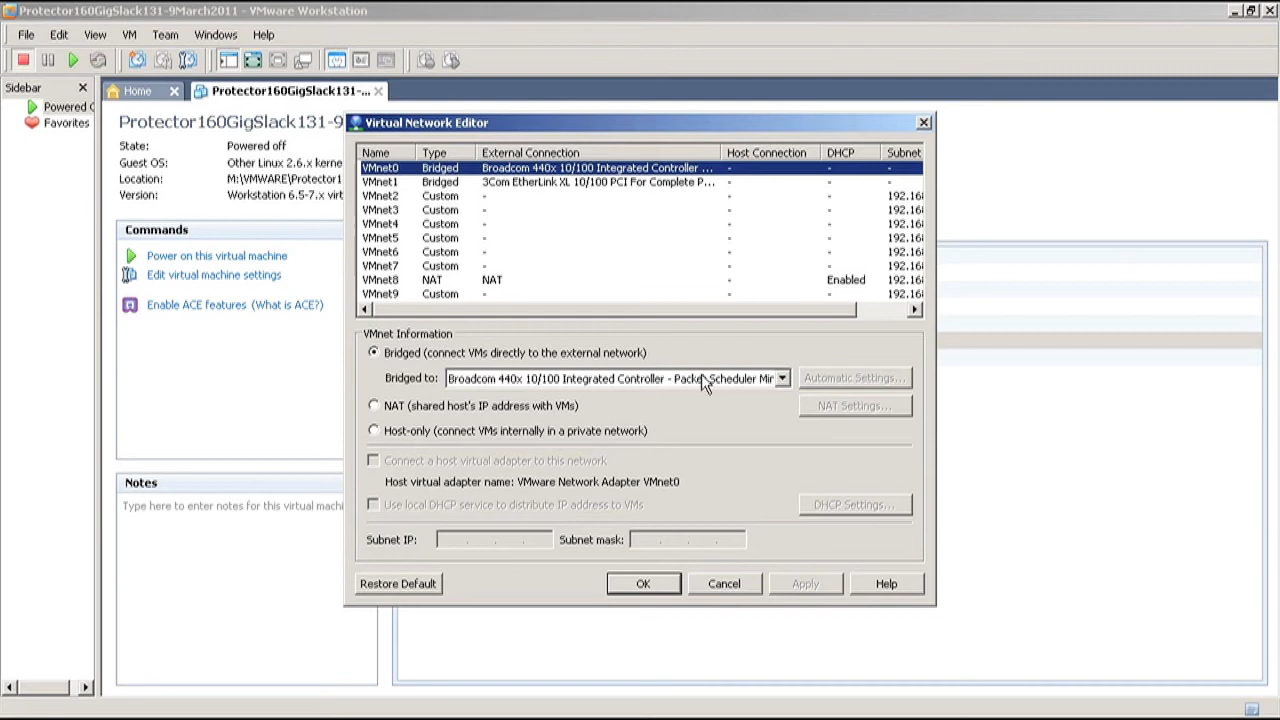 Protector160GigSlack131-9March2011 - VMware Workstation
File Edit View VM Team Windows Help
Sidebar
Home
Protector160GigSlack131-...
Powered
Favorites
Protector160GigSlack131-9
State: Powered off
Guest OS: Other Linux 2.6.x kerne
Location: M:\VMWARE\Protector1
Version: Workstation 6.5-7.x virt
Commands
Power on this virtual machine
Edit virtual machine settings
Enable ACE features (What is ACE?)
Notes
Type here to enter notes for this virtual machi
Virtual Network Editor
Name Type External Connection Host Connection DHCP Subnet
VMnet0 Bridged Broadcom 440x 10/100 Integrated Controller ... - - -
VMnet1 Bridged 3Com EtherLink XL 10/100 PCI For Complete P... - - -
VMnet2 Custom - - - 192.168
VMnet3 Custom - - - 192.168
VMnet4 Custom - - - 192.168
VMnet5 Custom - - - 192.168
VMnet6 Custom - - - 192.168
VMnet7 Custom - - - 192.168
VMnet8 NAT NAT - Enabled 192.168
VMnet9 Custom - - - 192.168
VMnet Information
Bridged (connect VMs directly to the external network)
Bridged to: Broadcom 440x 10/100 Integrated Controller - Packet Scheduler Min Automatic Settings...
NAT (shared host's IP address with VMs) NAT Settings...
Host-only (connect VMs internally in a private network)
Connect a host virtual adapter to this network
Host virtual adapter name: VMware Network Adapter VMnet0
Use local DHCP service to distribute IP address to VMs DHCP Settings...
Subnet IP: . . . Subnet mask: . . .
Restore Default OK Cancel Apply Help